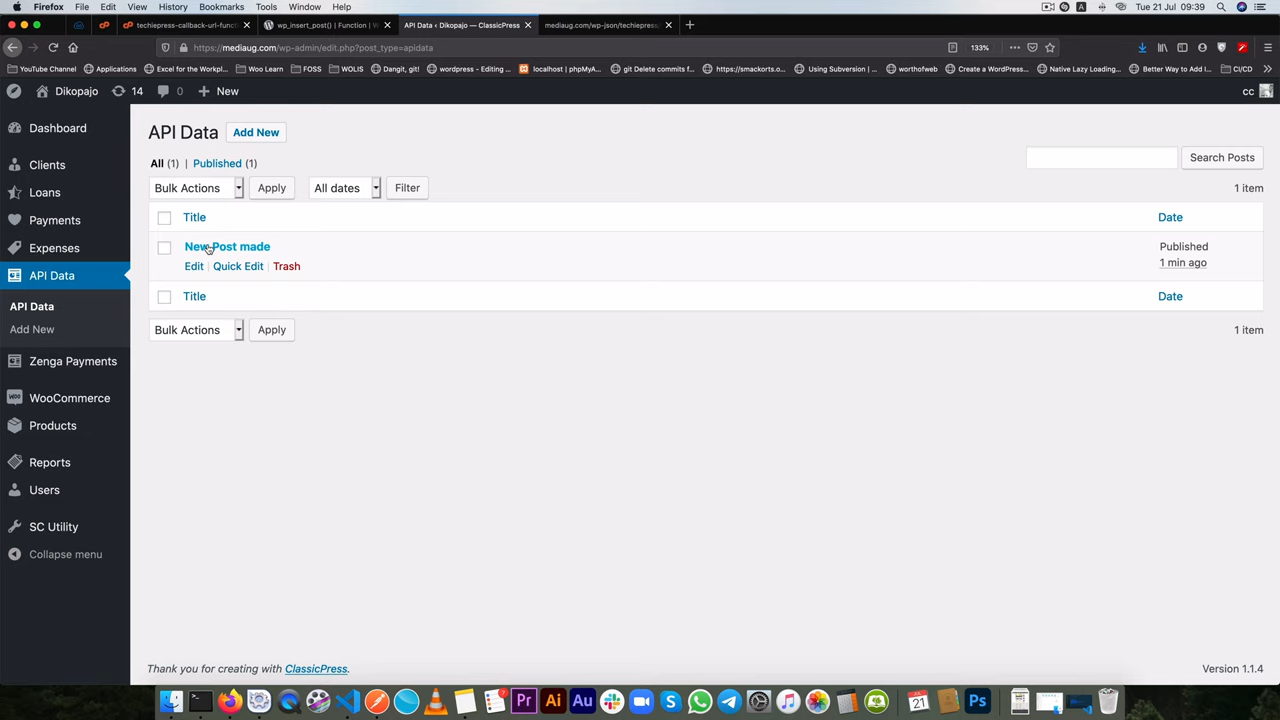 Firefox File Edit View History Bookmarks Tools Window Help Tue 21 Jul 09:39
techiepress-callback-url-func wp_insert_post() | Function | W API Data ‹ Dikopajo — ClassicPress mediaug.com/wp-json/techiepress
https://mediaug.com/wp-admin/edit.php?post_type=apidata 133%
YouTube Channel Applications Excel for the Workpl... Woo Learn FOSS WOLIS Dangit, git! wordpress - Editing ... localhost | phpMyA... git Delete commits f... https://smackorts.o... Using Subversion | ... worthofweb Create a WordPress... Native Lazy Loading... Better Way to Add I... CI/CD
Dikopajo 14 0 New cc
Dashboard
Clients
Loans
Payments
Expenses
API Data
API Data
Add New
Zenga Payments
WooCommerce
Products
Reports
Users
SC Utility
Collapse menu
API Data Add New
All (1) | Published (1)
Search Posts
Bulk Actions Apply All dates Filter 1 item
Title Date
New Post made Published
1 min ago
Edit | Quick Edit | Trash
Title Date
Bulk Actions Apply 1 item
Thank you for creating with ClassicPress. Version 1.1.4
Pr Ai Au 21 Ps